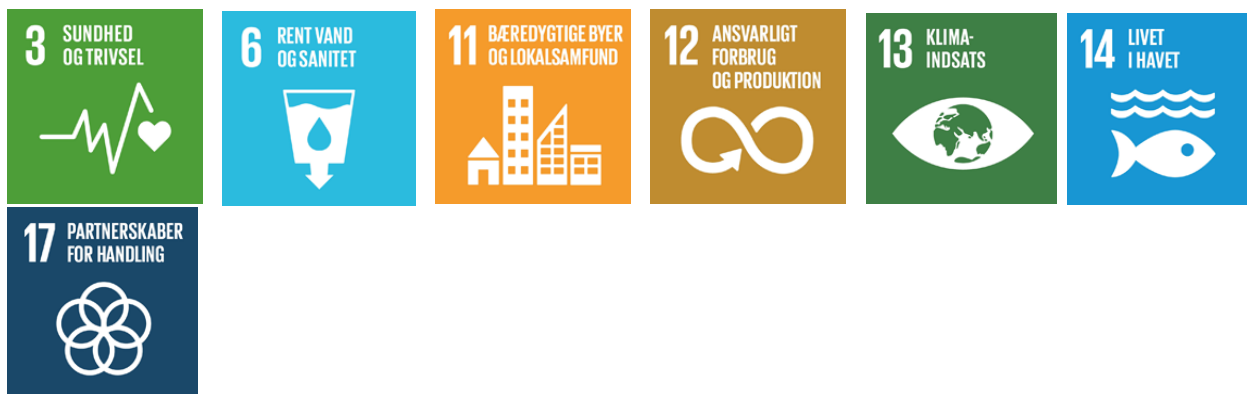 3 SUNDHED
OG TRIVSEL
6 RENT VAND
OG SANITET
11 BÆREDYGTIGE BYER
OG LOKALSAMFUND
12 ANSVARLIGT
FORBRUG
OG PRODUKTION
13 KLIMA-
INDSATS
14 LIVET
I HAVET
17 PARTNERSKABER
FOR HANDLING